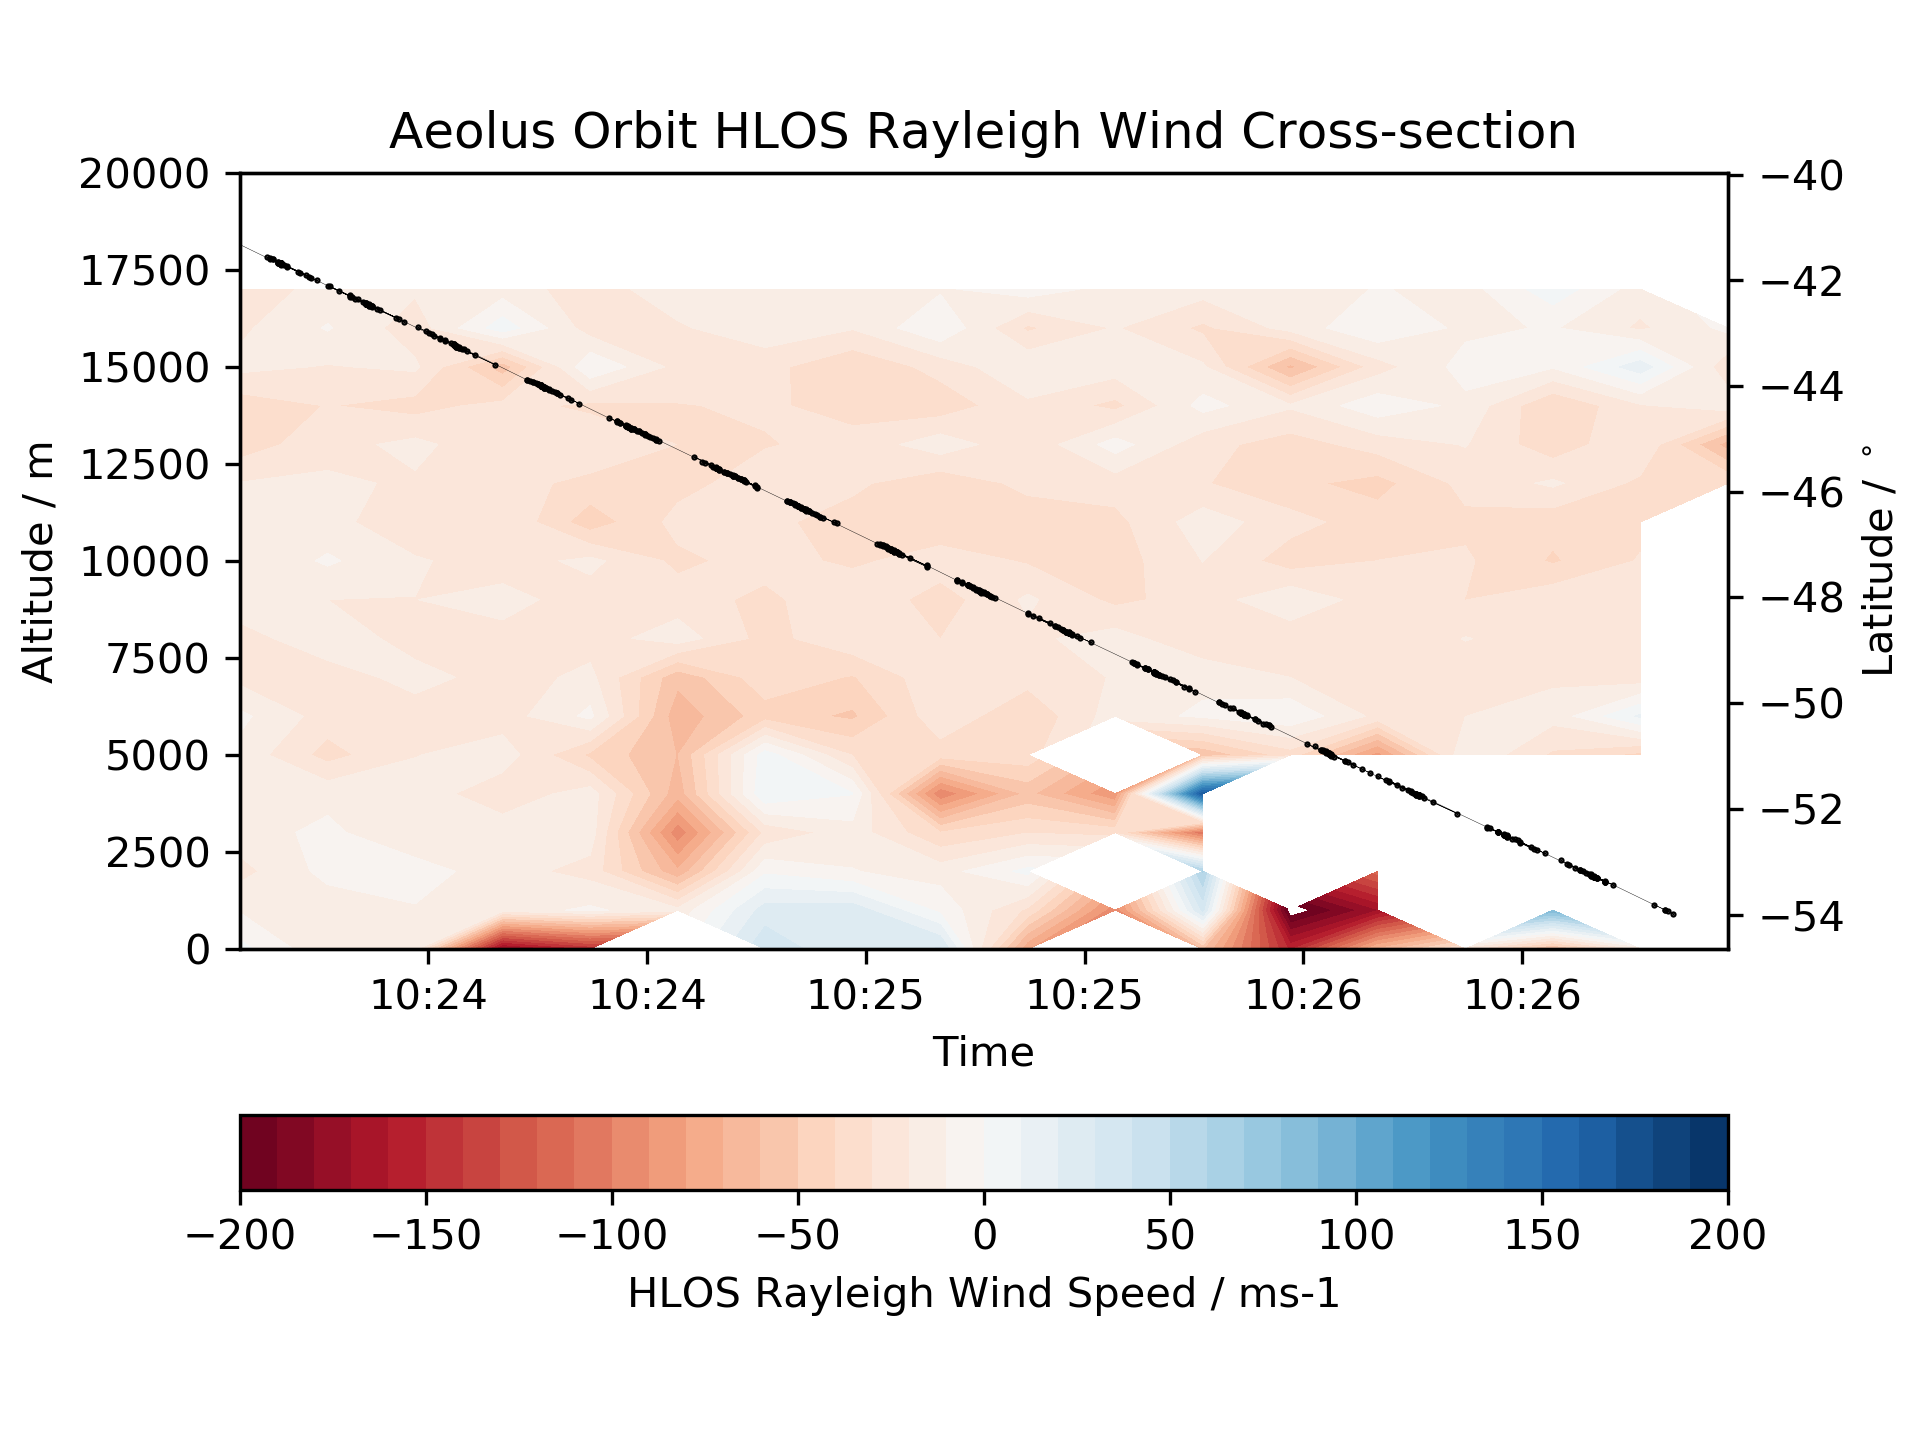 Aeolus Orbit HLOS Rayleigh Wind Cross-section
20000
17500
15000
12500
10000
7500
5000
2500
0
Altitude / m
−40
−42
−44
−46
−48
−50
−52
−54
Latitude / °
10:24 10:24 10:25 10:25 10:26 10:26
Time
−200 −150 −100 −50 0 50 100 150 200
HLOS Rayleigh Wind Speed / ms-1